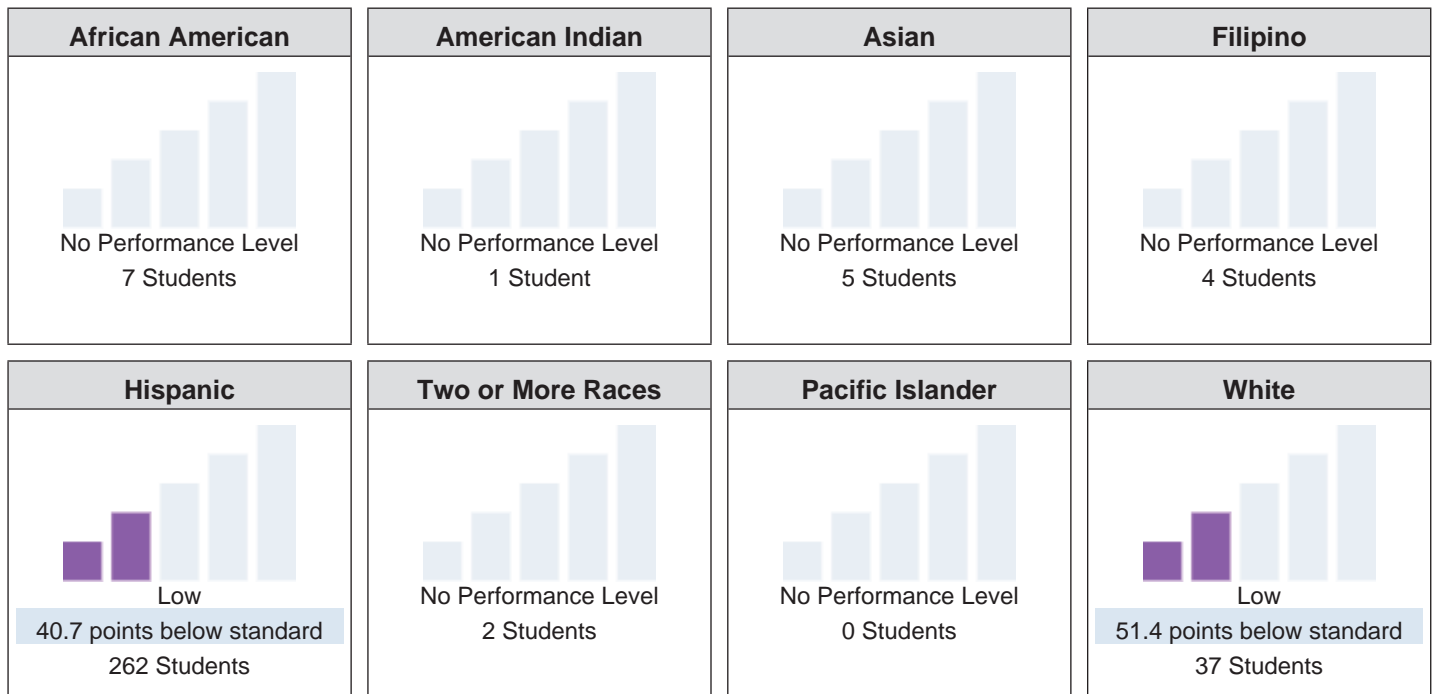 African American
No Performance Level
7 Students
American Indian
No Performance Level
1 Student
Asian
No Performance Level
5 Students
Filipino
No Performance Level
4 Students
Hispanic
Low
40.7 points below standard
262 Students
Two or More Races
No Performance Level
2 Students
Pacific Islander
No Performance Level
0 Students
White
Low
51.4 points below standard
37 Students